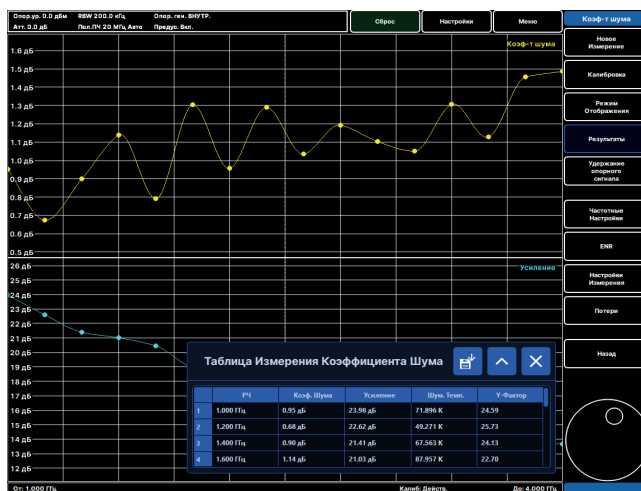 Опор.ур. 0.0 дБм RBW 200.0 кГц Опор. ген. ВНУТР.
Атт. 0.0 дБ Пол.ПЧ 20 МГц Авто Предус. Вкл.
Сброс
Настройки
Меню
Коэф-т шума
Новое
Измерение
Калибровка
Режим
Отображения
Результаты
Удержание
опорного
сигнала
Частотные
Настройки
ENR
Настройки
Измерения
Потери
Назад
Коэф-т шума
1.6 дБ
1.5 дБ
1.4 дБ
1.3 дБ
1.2 дБ
1.1 дБ
1.0 дБ
0.9 дБ
0.8 дБ
0.7 дБ
0.6 дБ
0.5 дБ
Усиление
26 дБ
25 дБ
24 дБ
23 дБ
22 дБ
21 дБ
20 дБ
19 дБ
18 дБ
17 дБ
16 дБ
15 дБ
14 дБ
13 дБ
12 дБ
Таблица Измерения Коэффициента Шума
РЧ Коэф. Шума Усиление Шум. Темп. Y-Фактор
1 1.000 ГГц 0.95 дБ 23.98 дБ 71.896 K 24.59
2 1.200 ГГц 0.68 дБ 22.62 дБ 49.271 K 25.73
3 1.400 ГГц 0.90 дБ 21.41 дБ 67.563 K 24.13
4 1.600 ГГц 1.14 дБ 21.03 дБ 87.957 K 22.70
От: 1.000 ГГц Калиб: Действ. До: 4.000 ГГц